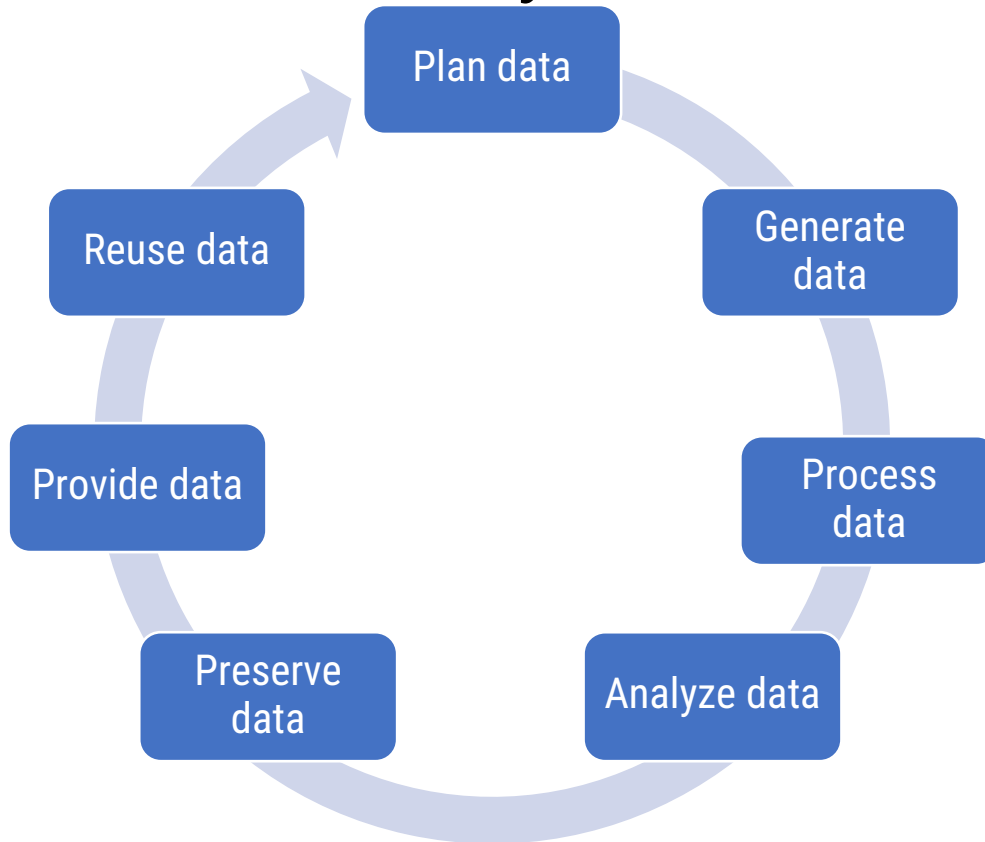 Plan data
Generate
data
Process
data
Analyze data
Preserve
data
Provide data
Reuse data